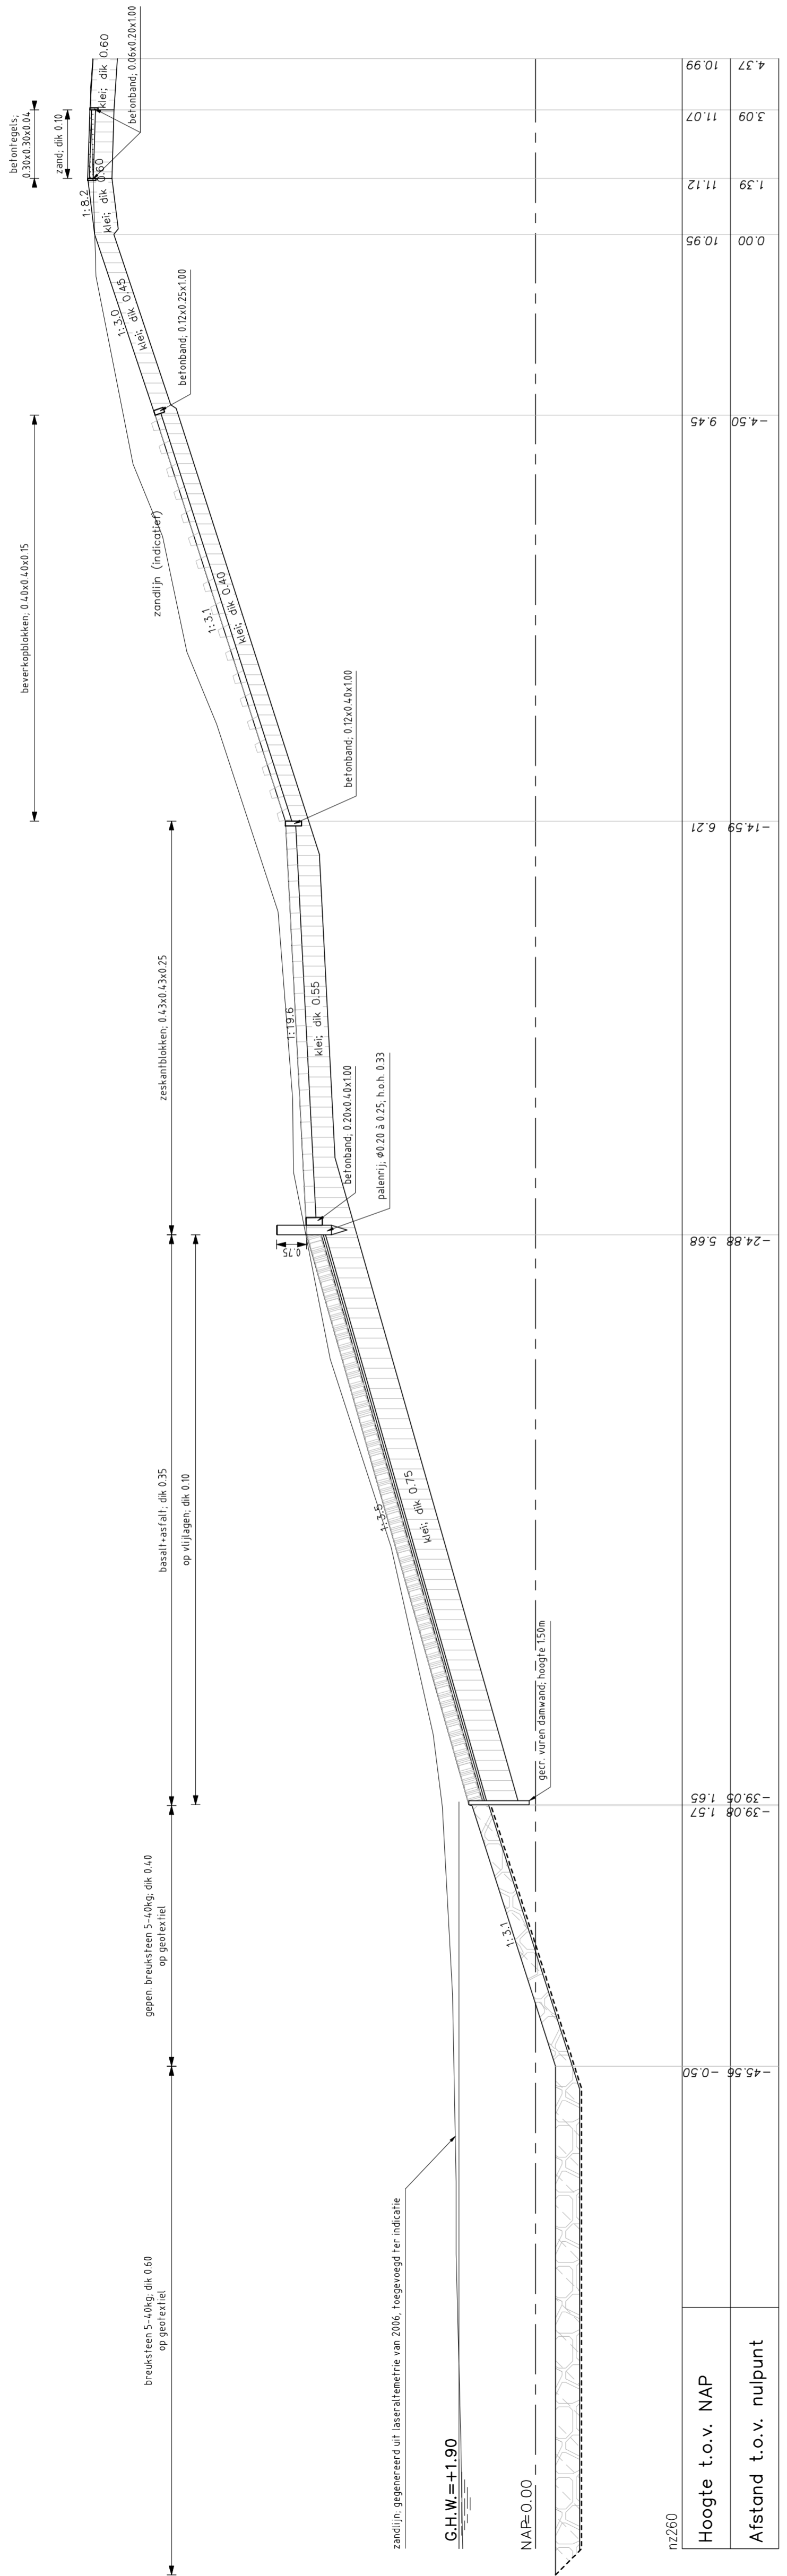 breuksteen 5-40kg; dik 0.60
op geotextiel
gepen. breuksteen 5-40kg; dik 0.40
op geotextiel
basalt+asfalt; dik 0.35
op vlijlagen; dik 0.10
zeskantblokken; 0.43x0.43x0.25
beverkopblokken; 0.40x0.40x0.15
betontegels;
0.30x0.30x0.04
zand; dik 0.10
betonband; 0.06x0.20x1.00
klei; dik 0.60
klei; dik 0.60
1:8.2
1:3.0
klei; dik 0.45
betonband; 0.12x0.25x1.00
zandlijn (indicatief)
1:3.1
klei; dik 0.40
betonband; 0.12x0.40x1.00
1:19.6
klei; dik 0.55
betonband; 0.20x0.40x1.00
palenrij; Ø0.20 à 0.25; h.o.h. 0.33
0.75
1:3.5
klei; dik 0.75
gecr. vuren damwand; hoogte 1.50m
1:3.1
zandlijn; gegenereerd uit laseraltemetrie van 2006, toegevoegd ter indicatie
G.H.W.=+1.90
NAP=0.00
nz260
Hoogte t.o.v. NAP
-0.50
1.57
1.65
5.68
6.21
9.45
10.95
11.12
11.07
10.99
Afstand t.o.v. nulpunt
-45.56
-39.08
-39.05
-24.88
-14.59
-4.50
0.00
1.39
3.09
4.37